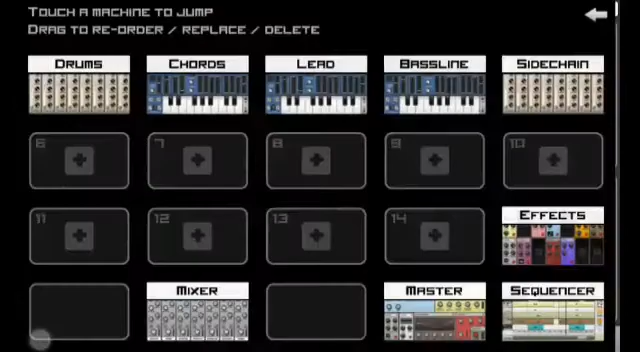 Touch a machine to jump
Drag to re-order / replace / delete
Drums
Chords
Lead
Bassline
Sidechain
6
7
8
9
10
11
12
13
14
Effects
Mixer
Master
Sequencer